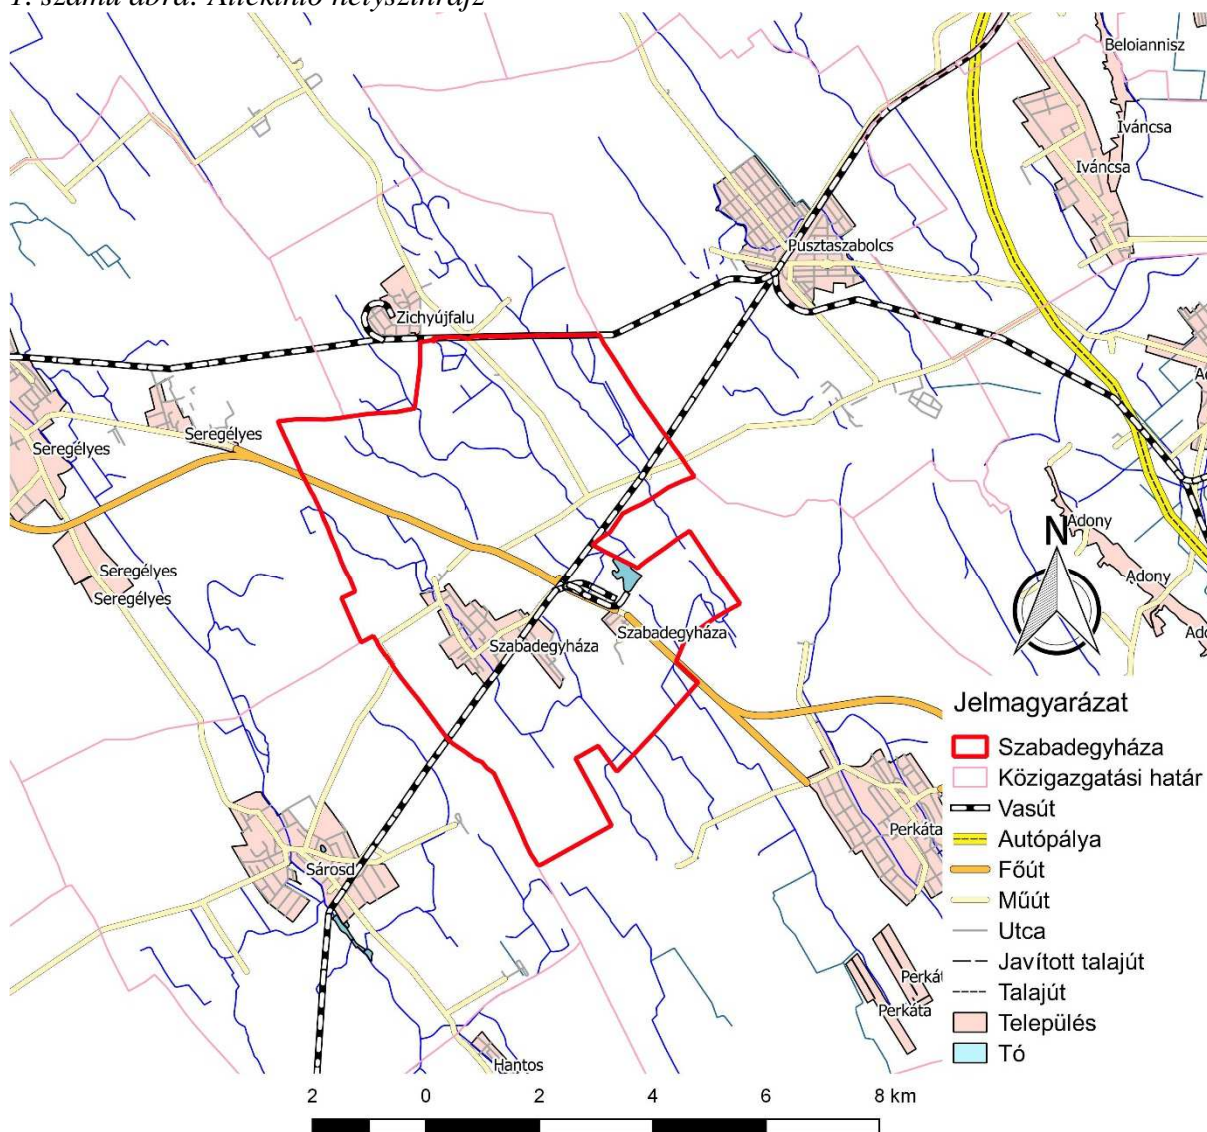 1. számú ábra: Áttekintő helyszínrajz
Beloiannisz
Iváncsa
Iváncsa
Pusztaszabolcs
Zichyújfalu
Seregélyes
Seregélyes
Adony
Seregélyes
Seregélyes
Adony
Szabadegyháza
Szabadegyháza
N
Perkáta
Sárosd
Perkát
Perkáta
Hantos
Jelmagyarázat
Szabadegyháza
Közigazgatási határ
Vasút
Autópálya
Főút
Műút
Utca
Javított talajút
Talajút
Település
Tó
2 0 2 4 6 8 km